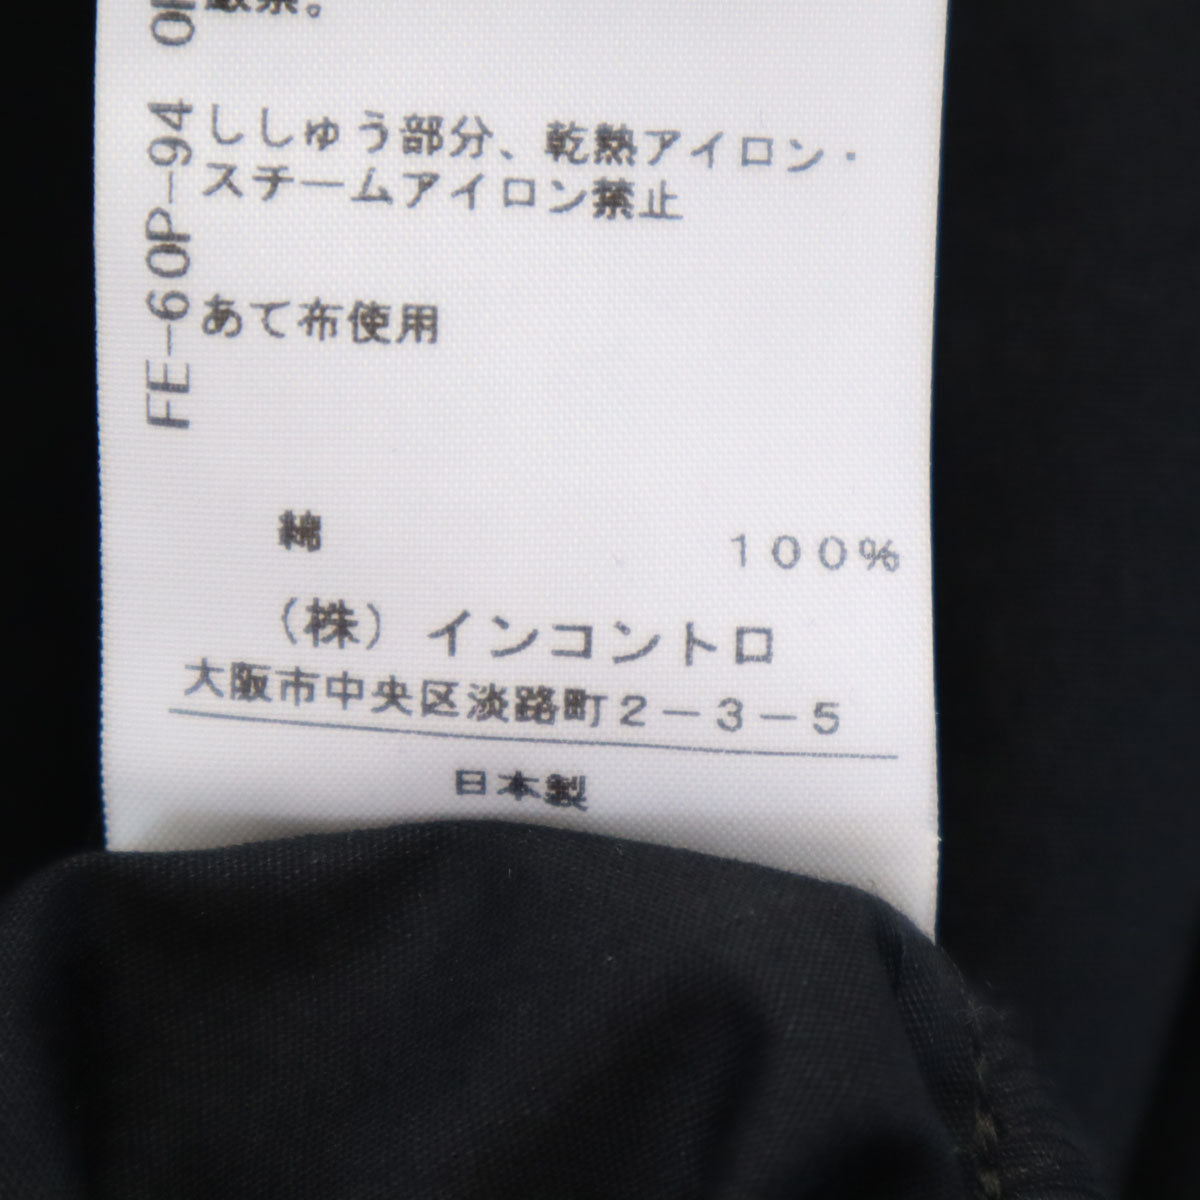 厳禁。
ししゅう部分、乾熱アイロン・
スチームアイロン禁止
あて布使用
FE-60P-94
綿 100%
(株) インコントロ
大阪市中央区淡路町2-3-5
日本製